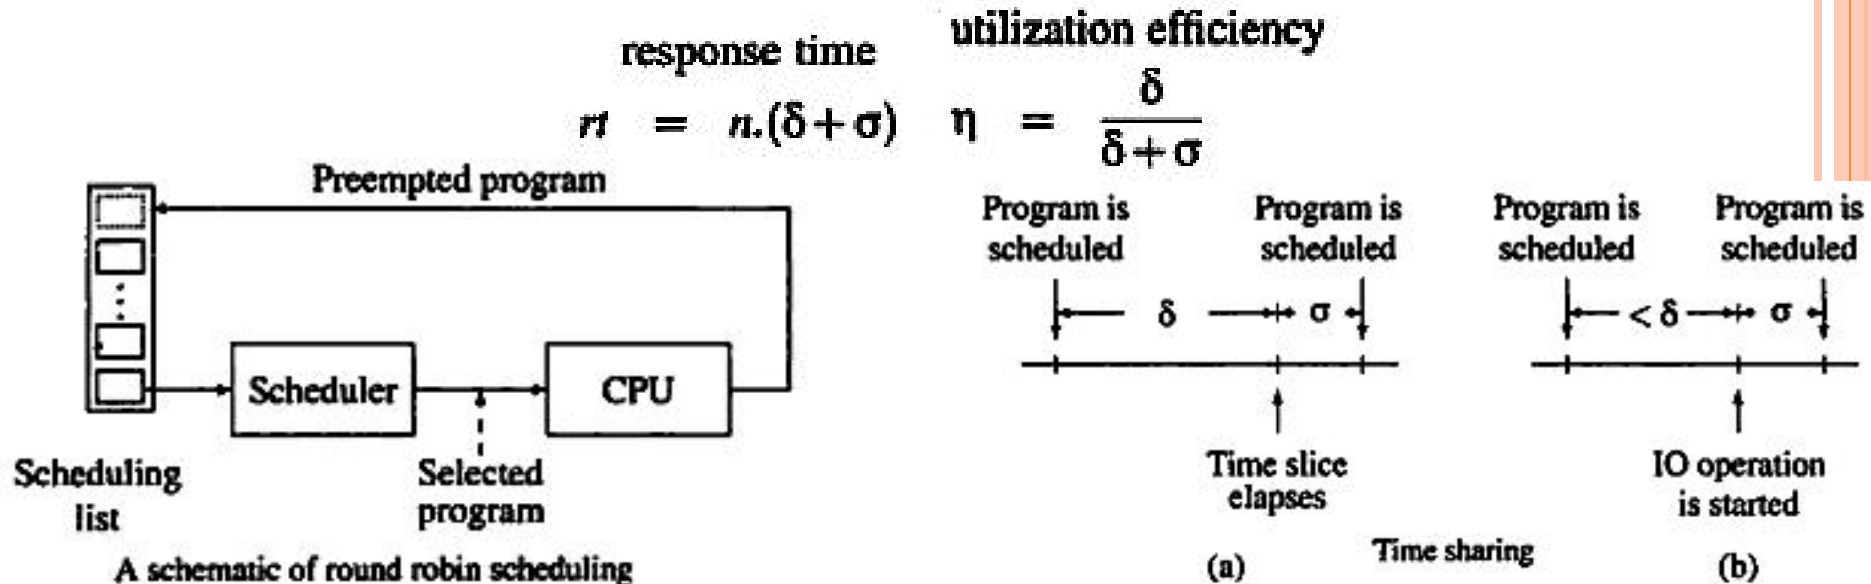 response time
utilization efficiency
rt = n.(δ+σ)
η = δ / δ+σ
Preempted program
Scheduler
CPU
Scheduling
list
Selected
program
A schematic of round robin scheduling
Program is
scheduled
Program is
scheduled
δ
σ
Time slice
elapses
(a)
Program is
scheduled
Program is
scheduled
< δ
σ
IO operation
is started
(b)
Time sharing